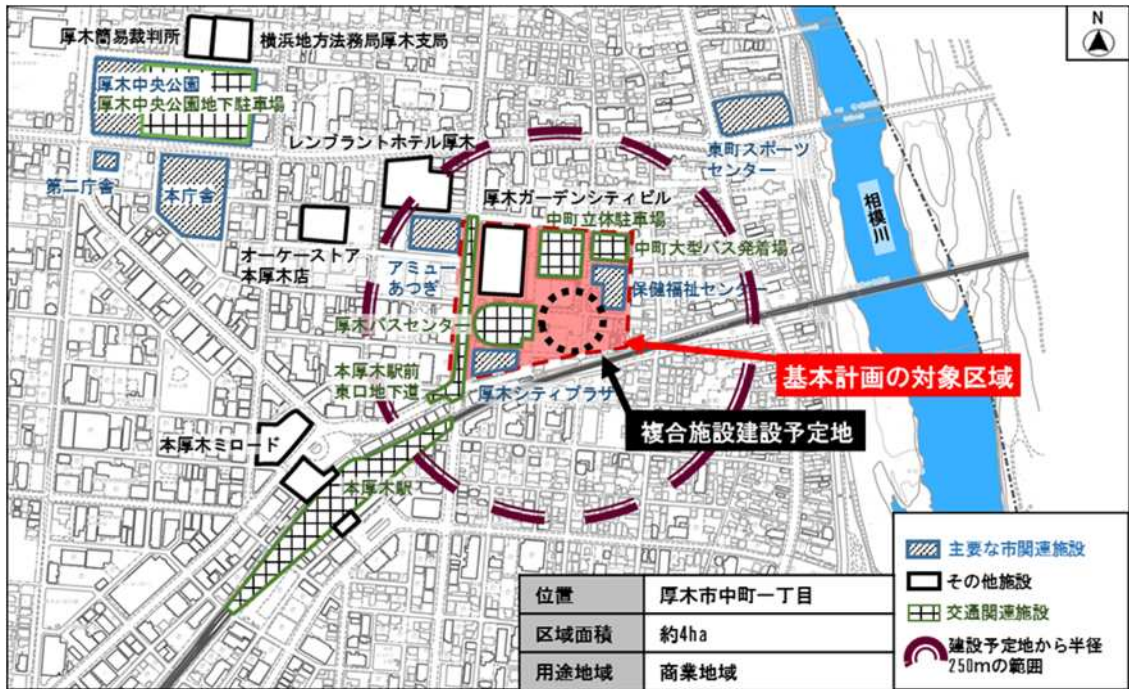 N
厚木簡易裁判所
横浜地方法務局厚木支局
厚木中央公園
厚木中央公園地下駐車場
レンブラントホテル厚木
東町スポーツ
センター
第二庁舎
本庁舎
厚木ガーデンシティビル
中町立体駐車場
相模川
オーケーストア
本厚木店
アミュー
あつぎ
中町大型バス発着場
保健福祉センター
厚木バスセンター
本厚木駅前
東口地下道
厚木シティプラザ
基本計画の対象区域
複合施設建設予定地
本厚木ミロード
本厚木駅
位置 厚木市中町一丁目
区域面積 約4ha
用途地域 商業地域
主要な市関連施設
その他施設
交通関連施設
建設予定地から半径
250mの範囲